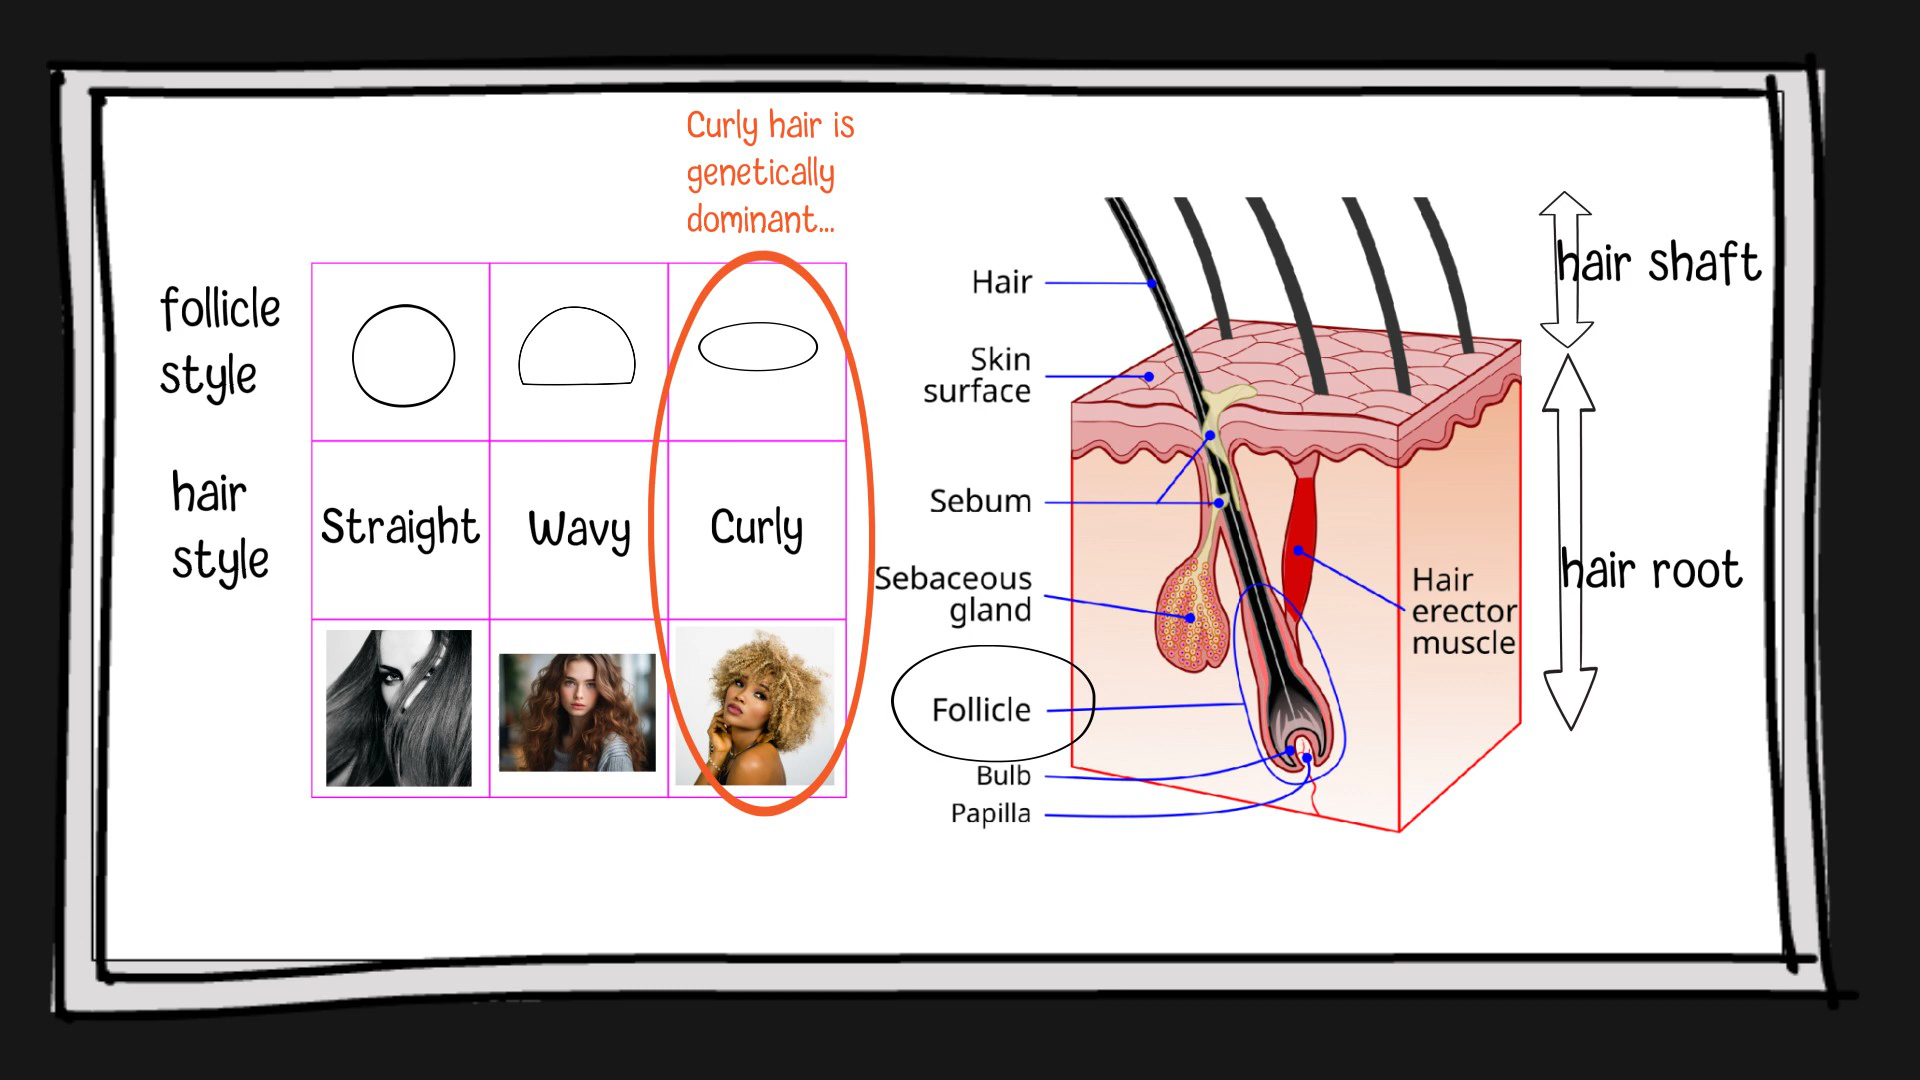 Curly hair is
genetically
dominant...
follicle
style
hair
style
Straight
Wavy
Curly
Hair
Skin
surface
Sebum
Sebaceous
gland
Follicle
Bulb
Papilla
Hair
erector
muscle
hair shaft
hair root